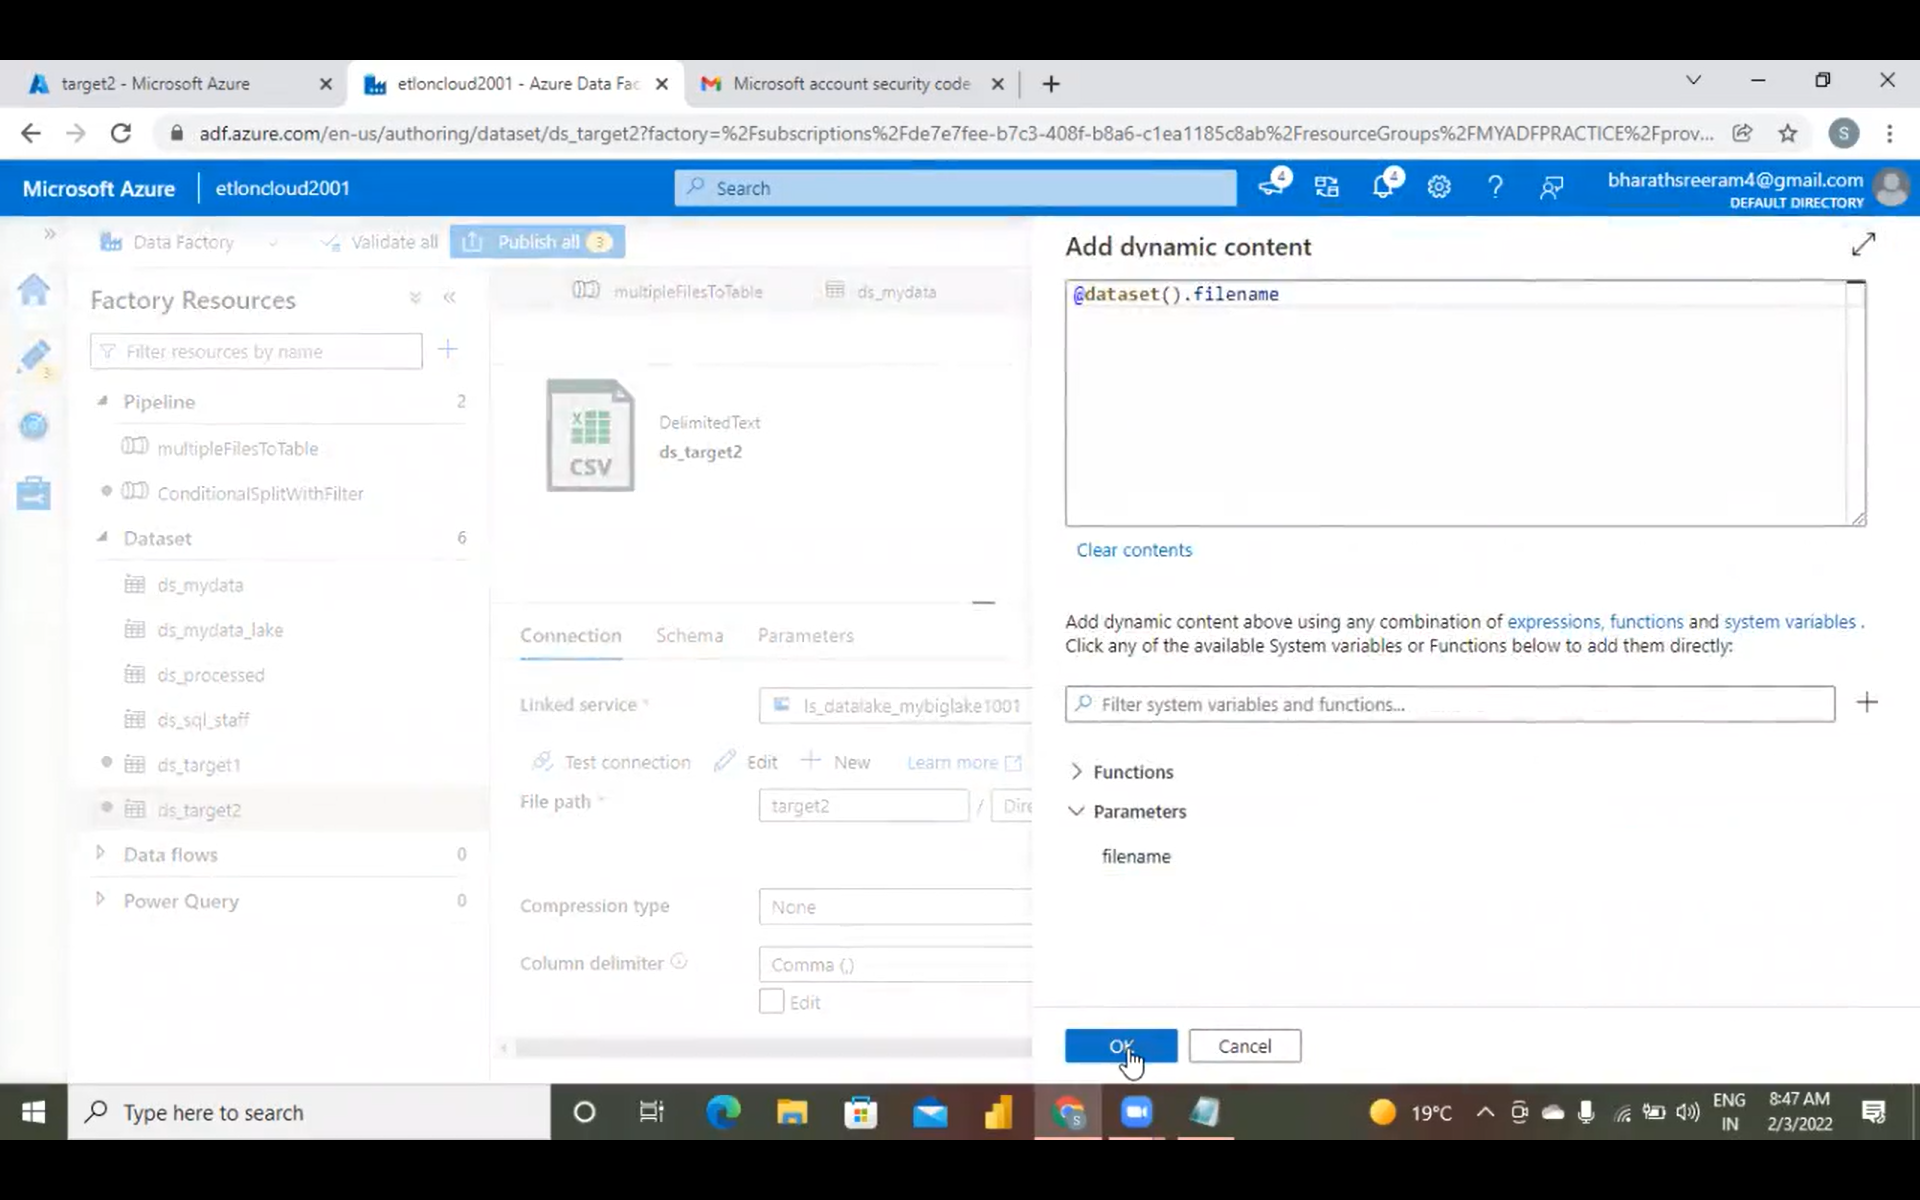 target2 - Microsoft Azure
etloncloud2001 - Azure Data Fac
Microsoft account security code
adf.azure.com/en-us/authoring/dataset/ds_target2?factory=%2Fsubscriptions%2Fde7e7fee-b7c3-408f-b8a6-c1ea1185c8ab%2FresourceGroups%2FMYADFPRACTICE%2Fprov...
S
Microsoft Azure
etloncloud2001
Search
4
4
bharathsreeram4@gmail.com
DEFAULT DIRECTORY
Data Factory
Validate all
Publish all
3
Factory Resources
Filter resources by name
3
Pipeline 2
multipleFilesToTable
ConditionalSplitWithFilter
Dataset 6
ds_mydata
ds_mydata_lake
ds_processed
ds_sql_staff
ds_target1
ds_target2
Data flows 0
Power Query 0
multipleFilesToTable
ds_mydata
X
CSV
DelimitedText
ds_target2
Connection
Schema
Parameters
Linked service *
ls_datalake_mybiglake1001
Test connection
Edit
New
Learn more
File path *
target2
/
Dire
Compression type
None
Column delimiter
Comma (,)
Edit
Add dynamic content
@dataset().filename
Clear contents
Add dynamic content above using any combination of expressions, functions and system variables .
Click any of the available System variables or Functions below to add them directly:
Filter system variables and functions...
Functions
Parameters
filename
OK
Cancel
Type here to search
S
19°C
ENG
IN
8:47 AM
2/3/2022